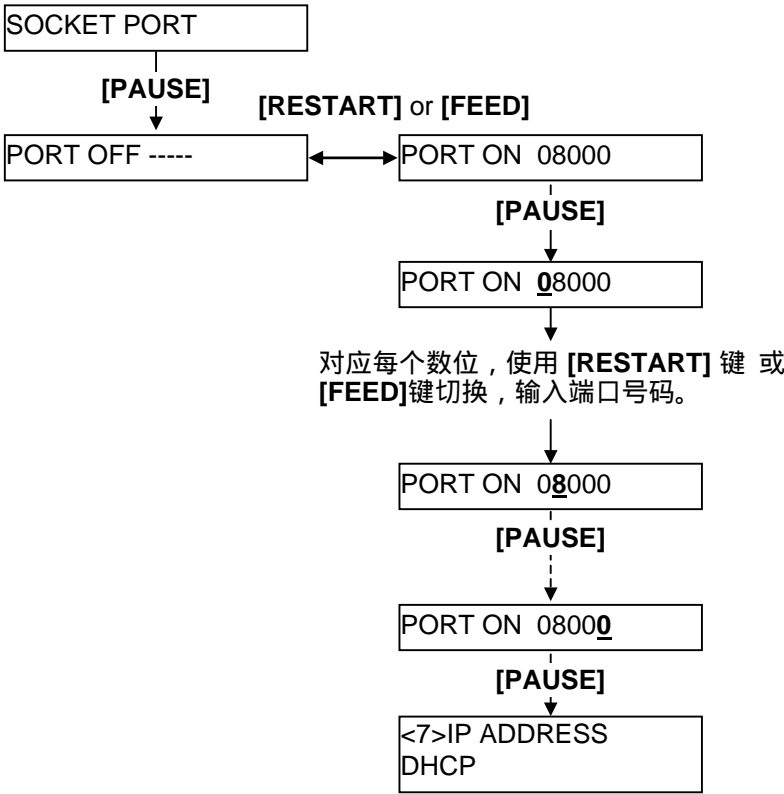 SOCKET PORT
[PAUSE]
[RESTART] or [FEED]
PORT OFF -----
PORT ON 08000
[PAUSE]
PORT ON 08000
对应每个数位，使用 [RESTART] 键 或
[FEED]键切换，输入端口号码。
PORT ON 08000
[PAUSE]
PORT ON 08000
[PAUSE]
<7>IP ADDRESS
DHCP